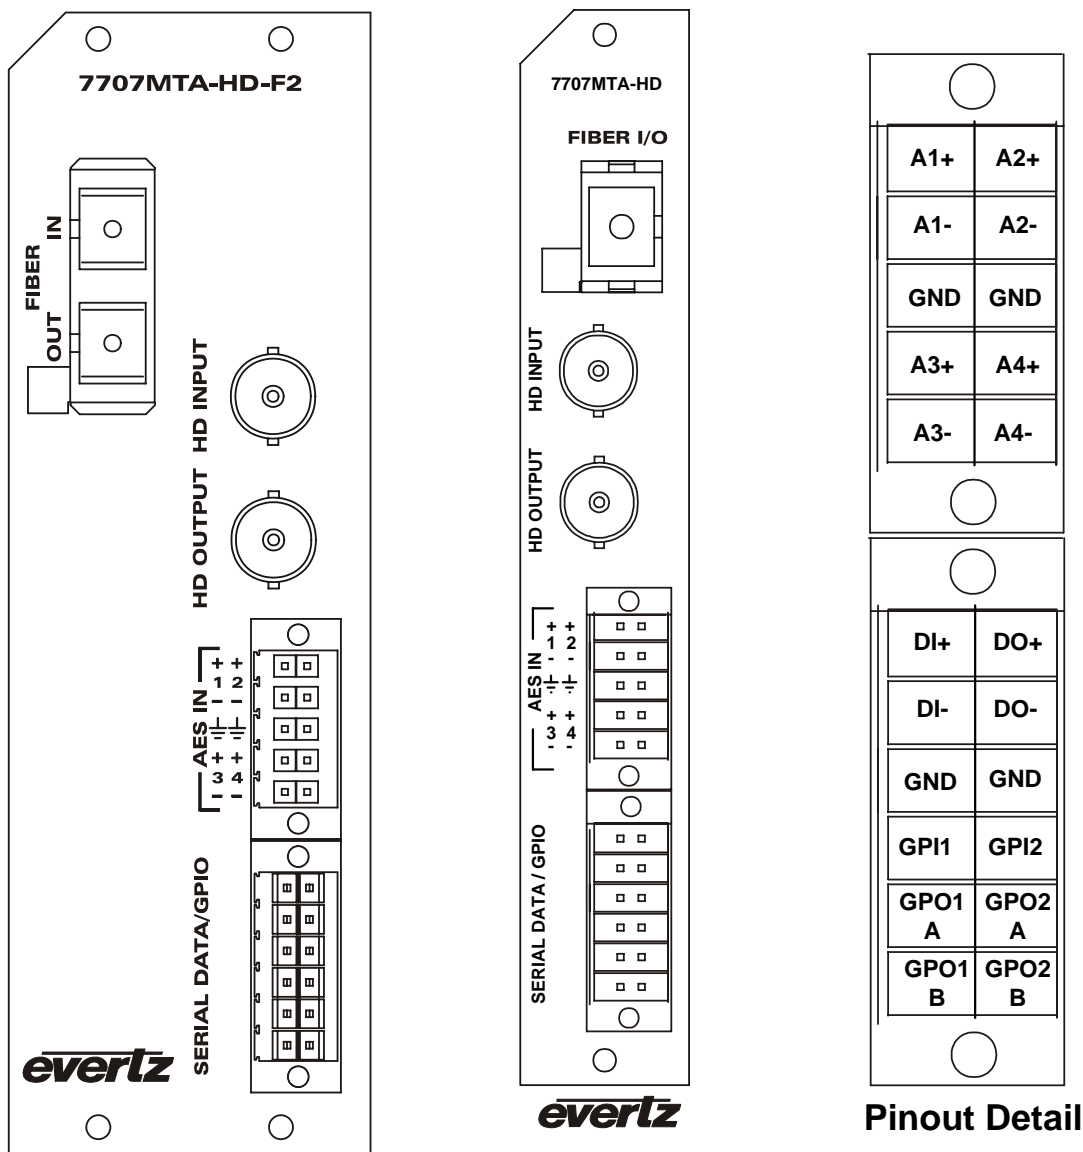 7707MTA-HD-F2
FIBER
IN
OUT
HD INPUT
HD OUTPUT
AES IN
+ +
1 2
- -
+ +
3 4
- -
SERIAL DATA/GPIO
evertz
7707MTA-HD
FIBER I/O
HD INPUT
HD OUTPUT
AES IN
+ +
1 2
- -
+ +
3 4
- -
SERIAL DATA / GPIO
evertz
A1+ A2+
A1- A2-
GND GND
A3+ A4+
A3- A4-
DI+ DO+
DI- DO-
GND GND
GPI1 GPI2
GPO1 GPO2
A A
GPO1 GPO2
B B
Pinout Detail